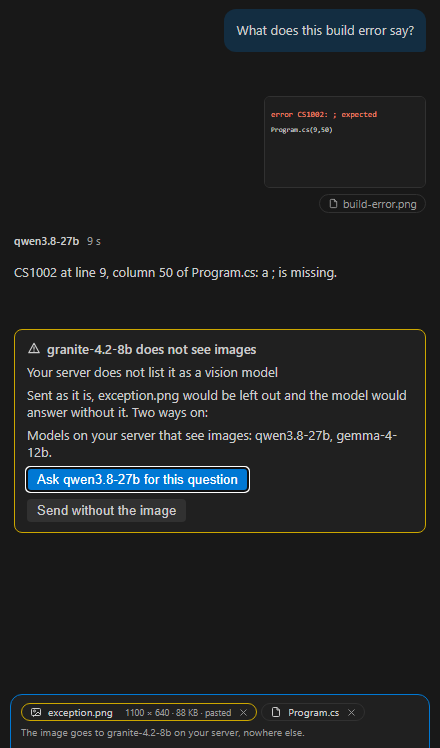 What does this build error say?
error CS1002: ; expected
Program.cs(9,50)
build-error.png
qwen3.8-27b 9 s
CS1002 at line 9, column 50 of Program.cs: a ; is missing.
granite-4.2-8b does not see images
Your server does not list it as a vision model
Sent as it is, exception.png would be left out and the model would
answer without it. Two ways on:
Models on your server that see images: qwen3.8-27b, gemma-4-
12b.
Ask qwen3.8-27b for this question
Send without the image
exception.png 1100 × 640 · 88 KB · pasted
Program.cs
The image goes to granite-4.2-8b on your server, nowhere else.